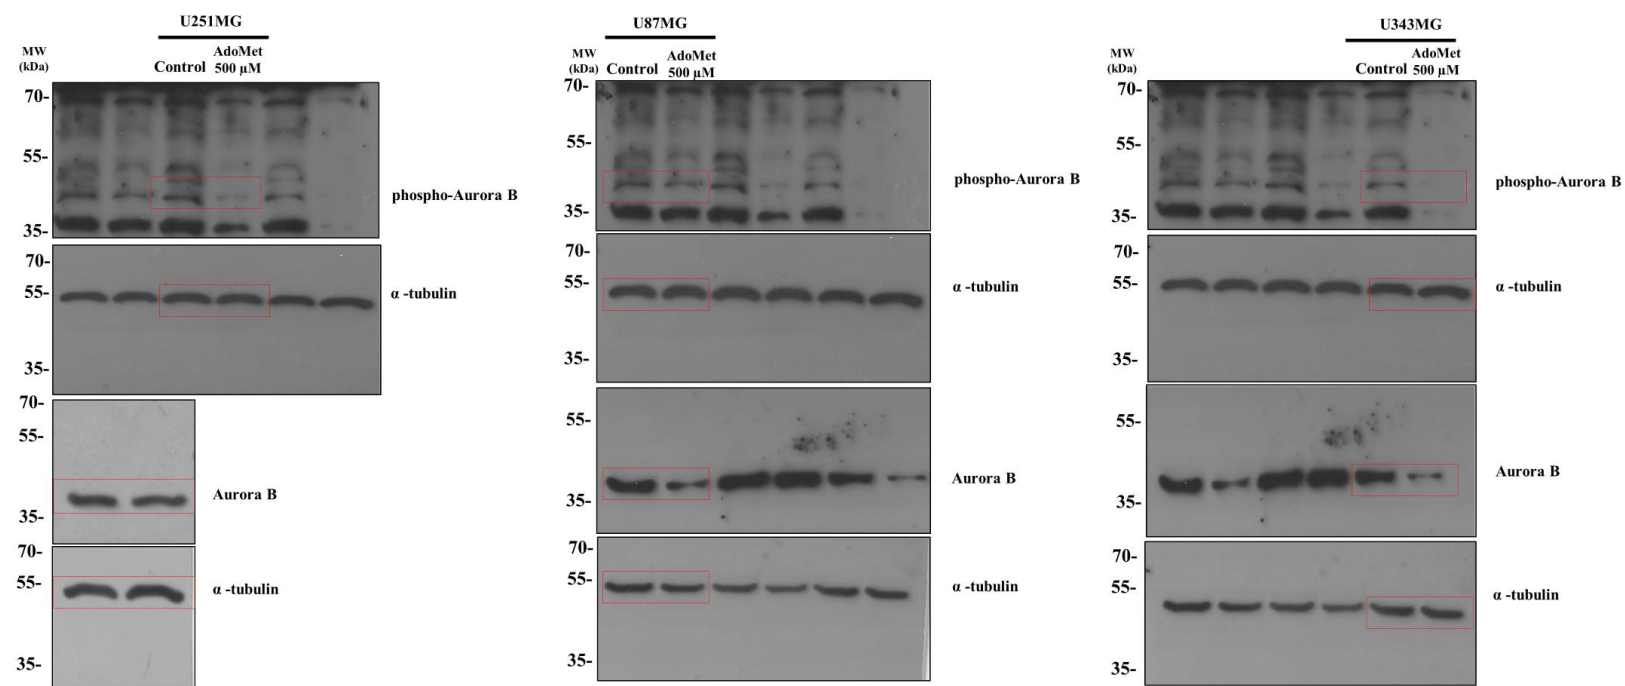 U251MG
MW
(kDa)
Control
AdoMet
500 µM
70-
55-
35-
phospho-Aurora B
70-
55-
35-
α -tubulin
70-
55-
35-
Aurora B
70-
55-
35-
α -tubulin
U87MG
MW
(kDa)
Control
AdoMet
500 µM
70-
55-
35-
phospho-Aurora B
70-
55-
35-
α -tubulin
55-
35-
Aurora B
70-
55-
35-
α -tubulin
U343MG
MW
(kDa)
Control
AdoMet
500 µM
70-
55-
35-
phospho-Aurora B
70-
55-
35-
α -tubulin
55-
35-
Aurora B
70-
55-
35-
α -tubulin